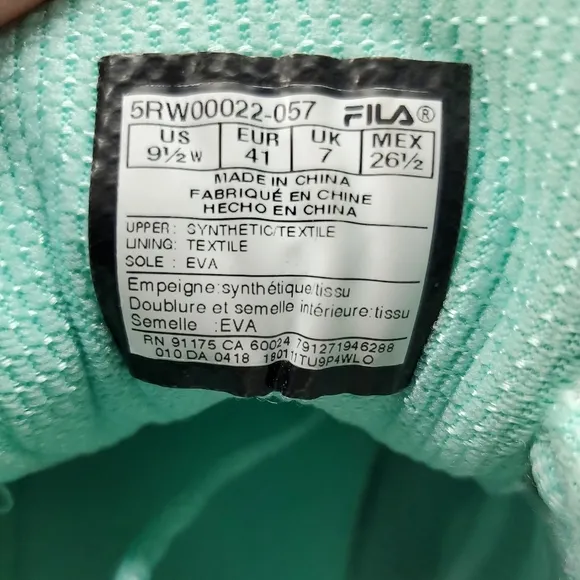 5RW00022-057 FILA®
US EUR UK MEX
9½ W 41 7 26½
MADE IN CHINA
FABRIQUÉ EN CHINE
HECHO EN CHINA
UPPER: SYNTHETIC/TEXTILE
LINING: TEXTILE
SOLE : EVA
Empeigne:synthétique:tissu
Doublure et semelle intérieure:tissu
Semelle :EVA
RN 91175 CA 60024 791271946288
010 DA 0418